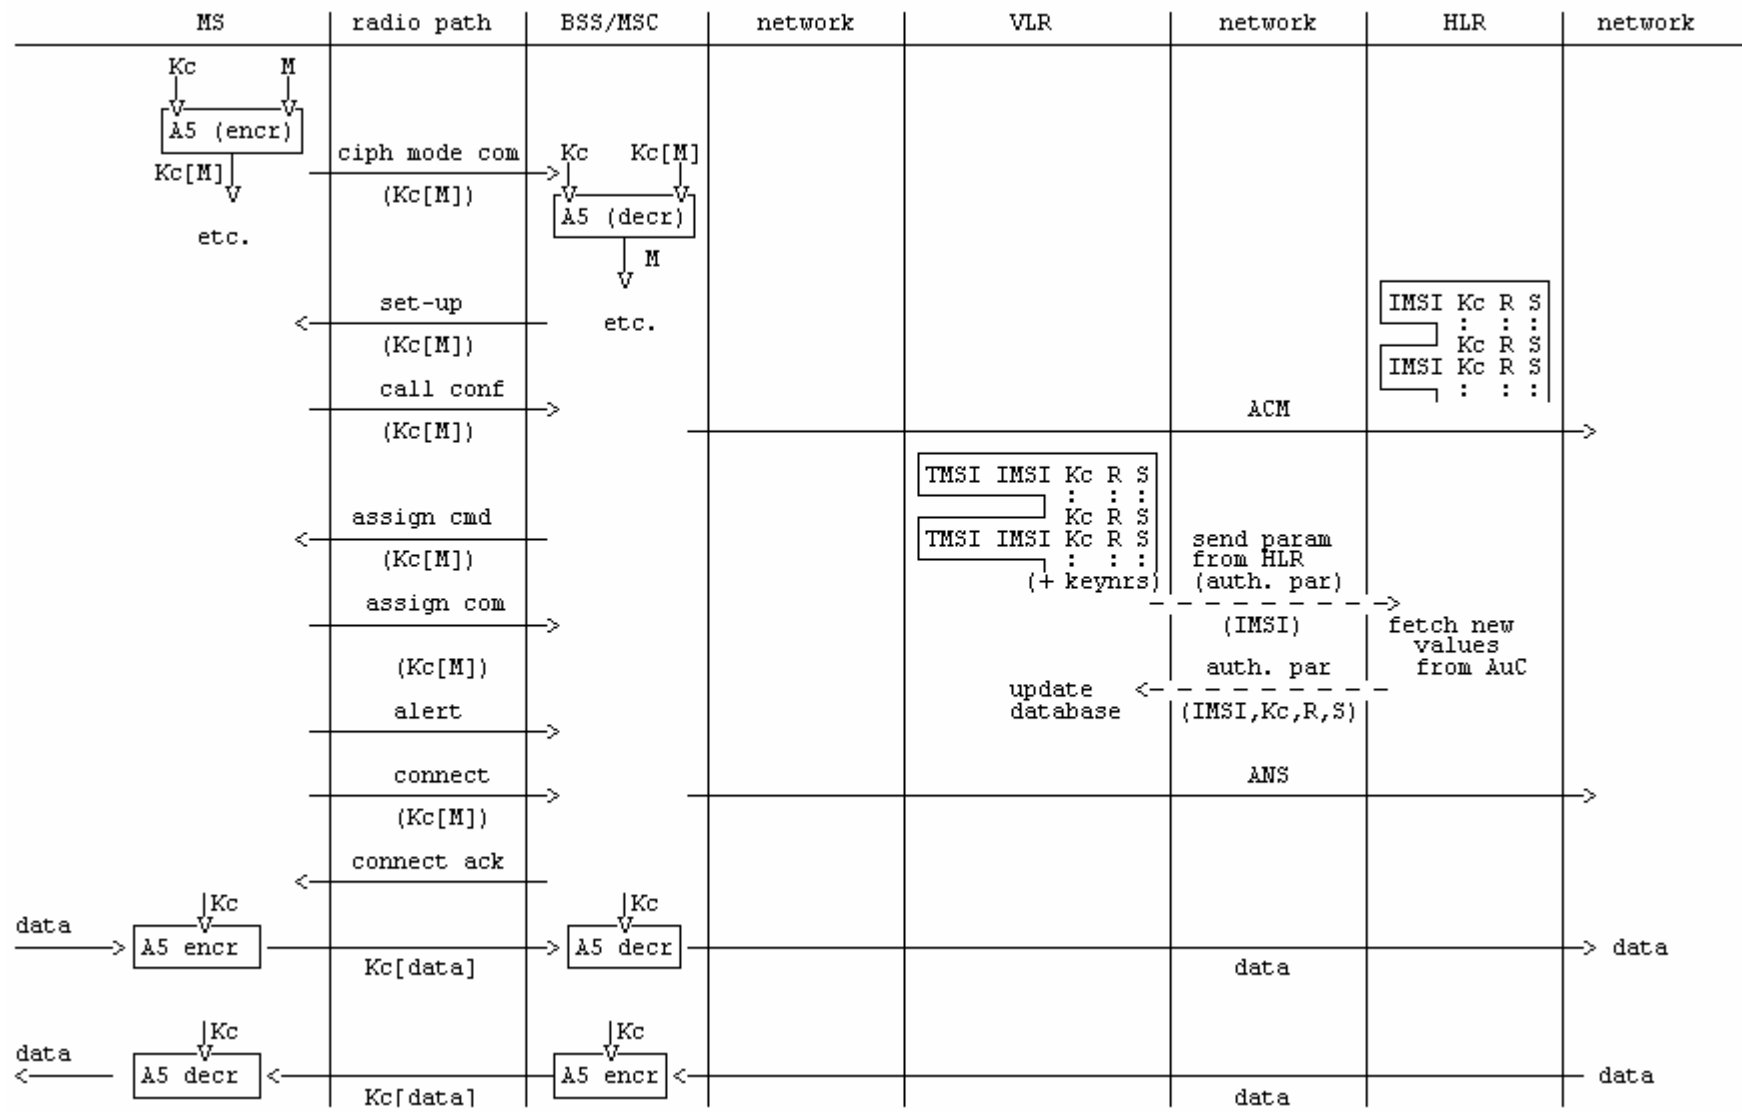 MS radio path BSS/MSC network VLR network HLR network
Kc M
A5 (encr)
ciph mode com Kc Kc[M]
Kc[M]
(Kc[M])
A5 (decr)
etc.
M
set-up IMSI Kc R S
etc. : : :
(Kc[M]) Kc R S
IMSI Kc R S
call conf : : :
ACM
(Kc[M])
TMSI IMSI Kc R S
: : :
assign cmd Kc R S
TMSI IMSI Kc R S send param
(Kc[M]) : : : from HLR
(+ keynrs) (auth. par)
assign com
(IMSI) fetch new
values
(Kc[M]) auth. par from AuC
update
alert database (IMSI,Kc,R,S)
connect ANS
(Kc[M])
connect ack
Kc Kc
data
A5 encr A5 decr data
Kc[data] data
Kc Kc
data
A5 decr A5 encr data
Kc[data] data